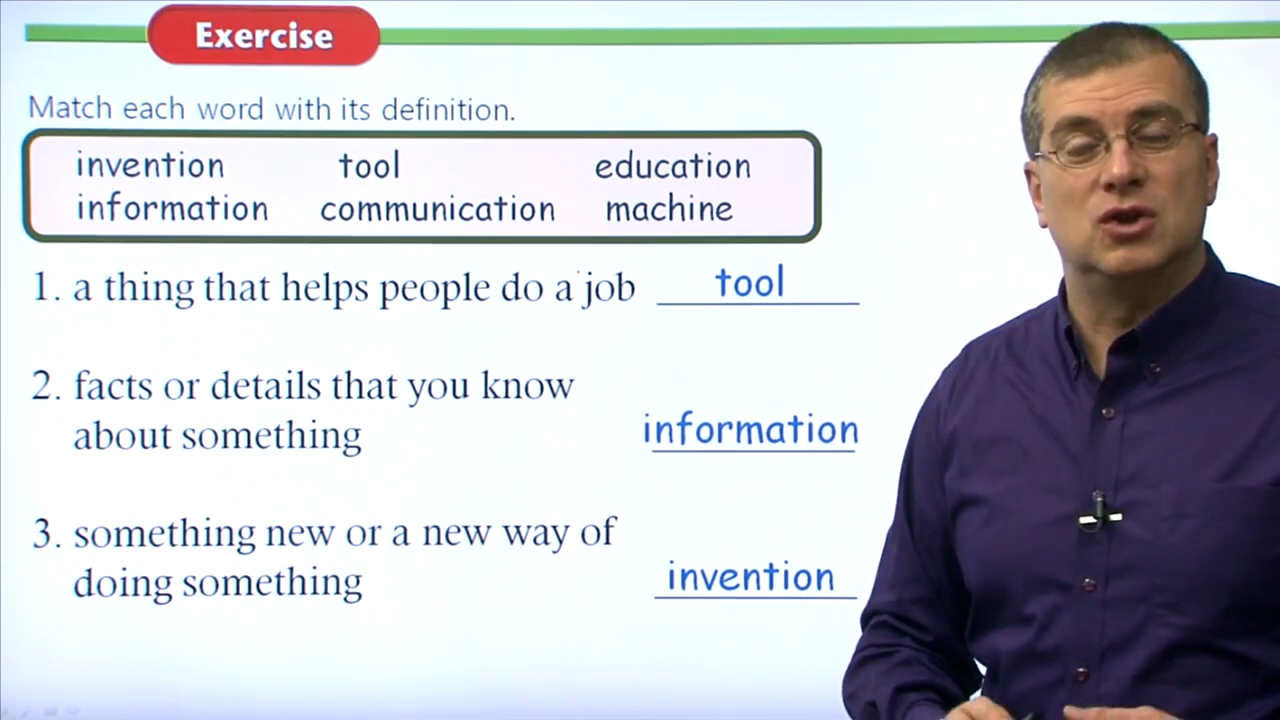 Exercise
Match each word with its definition.
invention tool education
information communication machine
1. a thing that helps people do a job tool
2. facts or details that you know
about something information
3. something new or a new way of
doing something invention